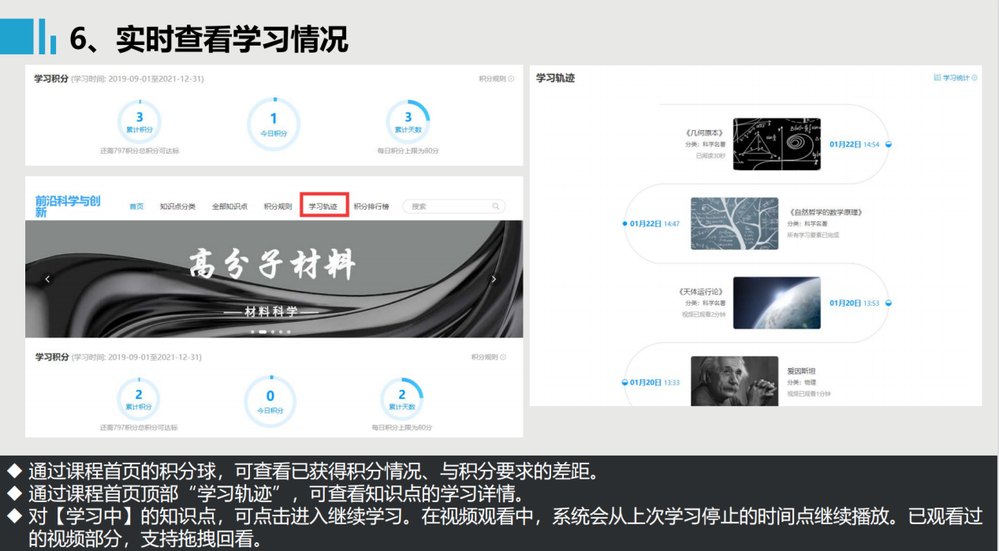 6、实时查看学习情况
学习积分 (学习时间: 2019-09-01至2021-12-31)
积分规则
3
累计积分
还需797积分总积分可达标
1
今日积分
3
累计天数
每日积分上限为80分
前沿科学与创新
首页 知识点分类 全部知识点 积分规则 学习轨迹 积分排行榜 搜索
高分子材料
材料科学
学习积分 (学习时间: 2019-09-01至2021-12-31)
积分规则
2
累计积分
还需797积分总积分可达标
0
今日积分
2
累计天数
每日积分上限为80分
学习轨迹
学习统计
《几何原本》
分类：科学名著
已阅读30秒
01月22日 14:54
01月22日 14:47
《自然哲学的数学原理》
分类：科学名著
所有学习要素已完成
《天体运行论》
分类：科学名著
视频已观看2分钟
01月20日 13:53
01月20日 13:33
爱因斯坦
分类：物理
视频已观看1分钟
◆ 通过课程首页的积分球，可查看已获得积分情况、与积分要求的差距。
◆ 通过课程首页顶部“学习轨迹”，可查看知识点的学习详情。
◆ 对【学习中】的知识点，可点击进入继续学习。在视频观看中，系统会从上次学习停止的时间点继续播放。已观看过
的视频部分，支持拖拽回看。